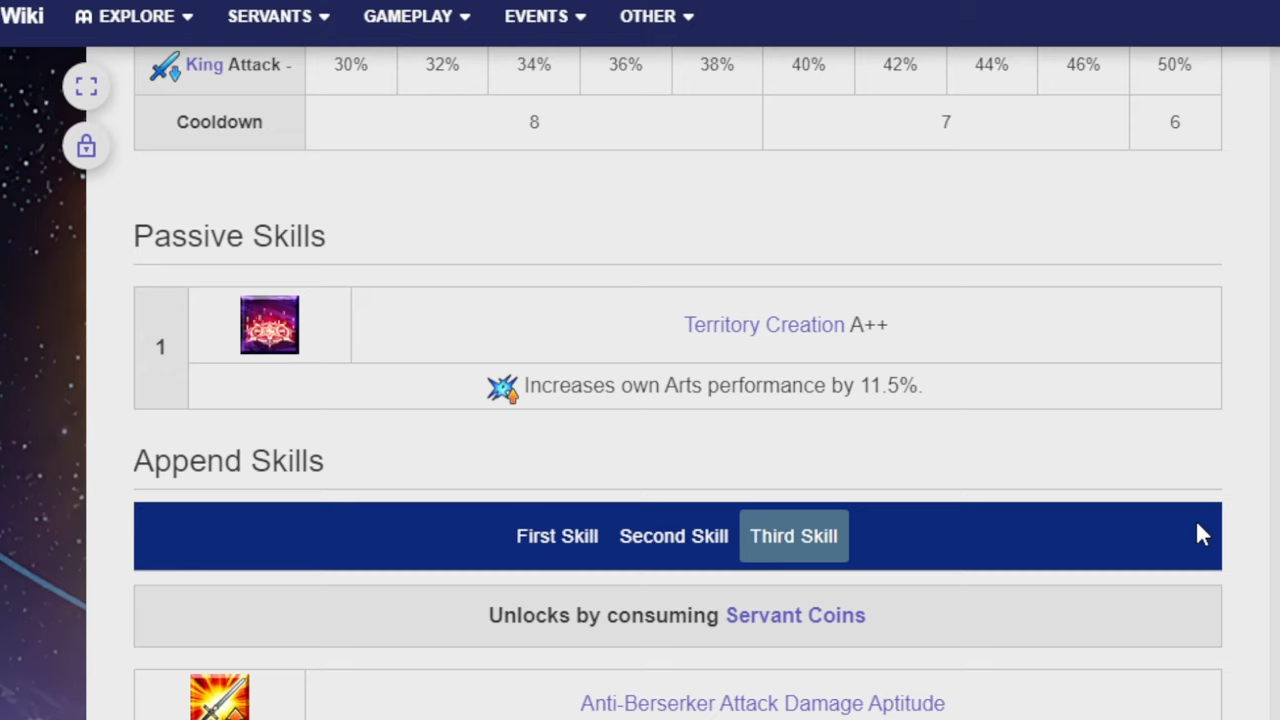 Wiki EXPLORE SERVANTS GAMEPLAY EVENTS OTHER
King Attack - 30% 32% 34% 36% 38% 40% 42% 44% 46% 50%
Cooldown 8 7 6
Passive Skills
1 Territory Creation A++
Increases own Arts performance by 11.5%.
Append Skills
First Skill Second Skill Third Skill
Unlocks by consuming Servant Coins
Anti-Berserker Attack Damage Aptitude